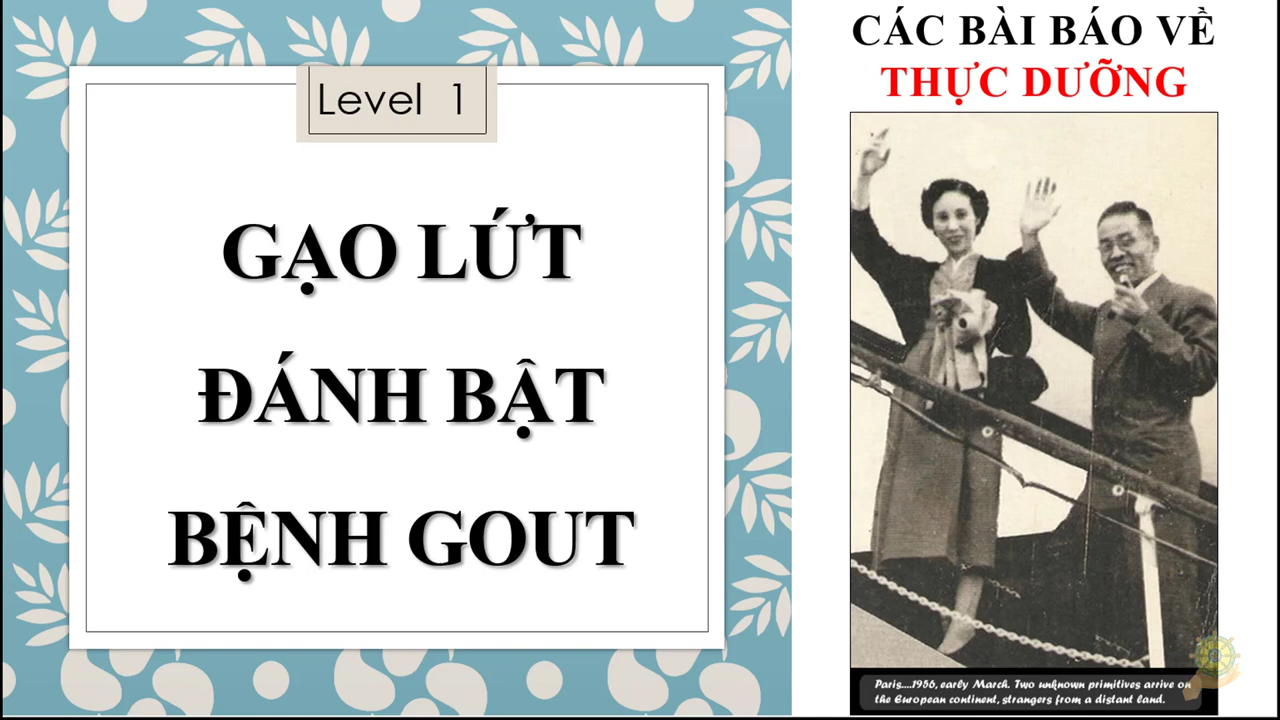 Level 1
GẠO LỨT
ĐÁNH BẬT
BỆNH GOUT
CÁC BÀI BÁO VỀ
THỰC DƯỠNG
Paris....1956, early March. Two unknown primitives arrive on
the European continent, strangers from a distant land.